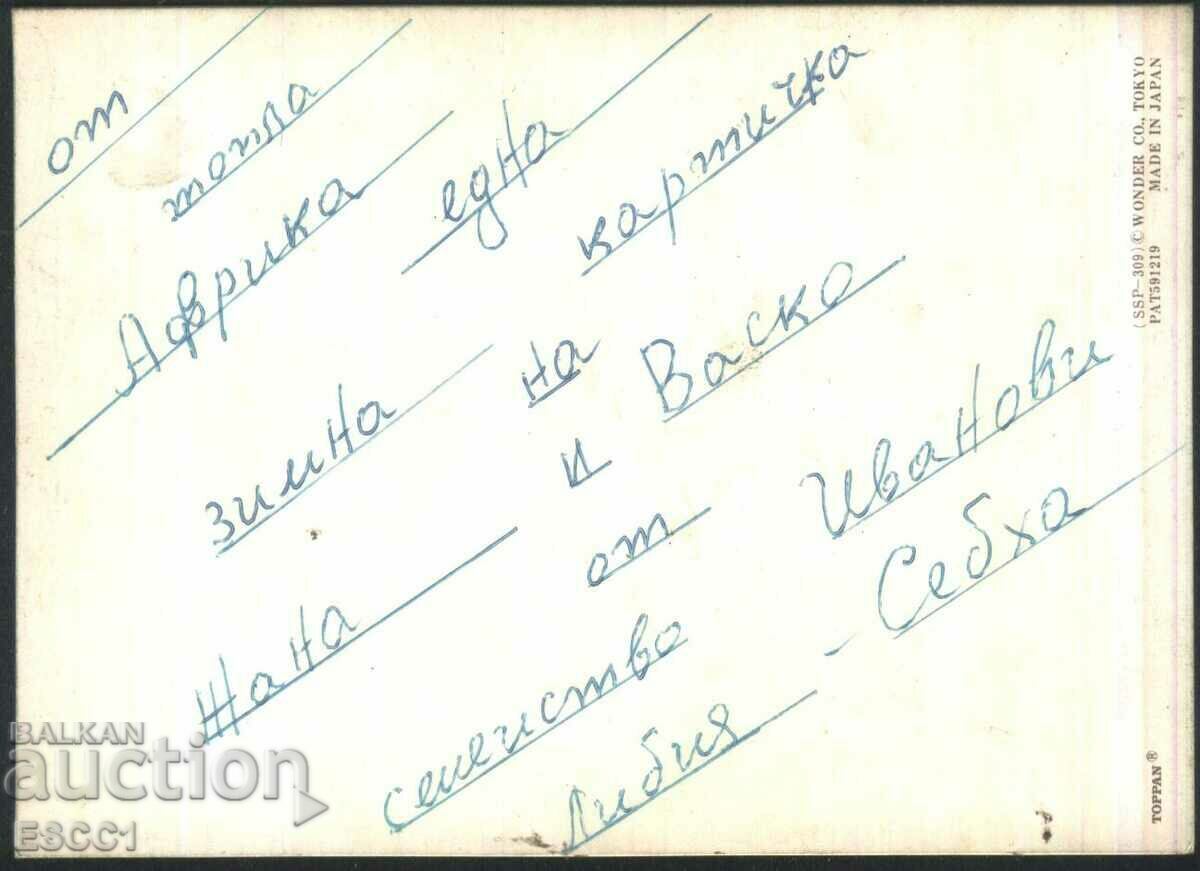 от
топла
Африка една
зимна картичка
на
Жана и Васко
от
семеиство Иванови
Либия - Себха
(SSP-309) © WONDER CO., TOKYO
PAT591219 MADE IN JAPAN
TOPPAN®
BALKAN
auction
ESCC1